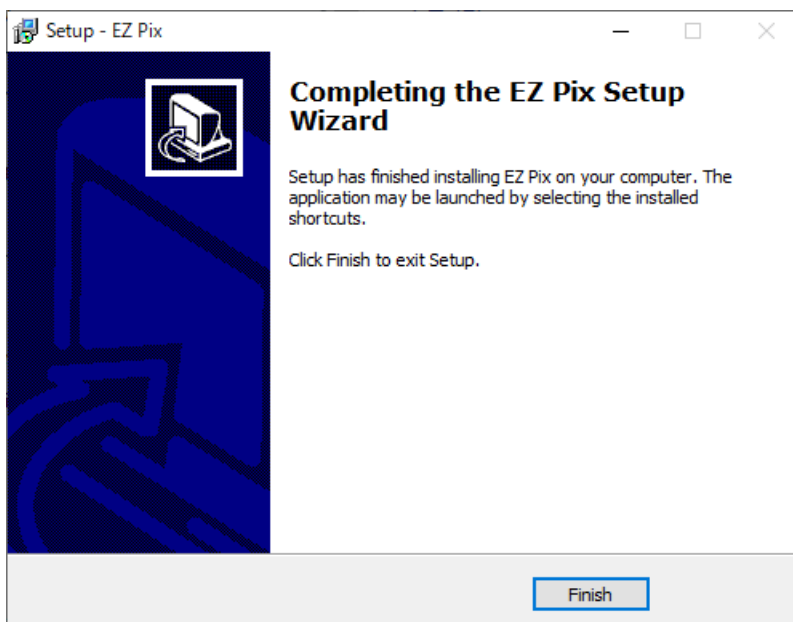 Setup - EZ Pix
Completing the EZ Pix Setup
Wizard
Setup has finished installing EZ Pix on your computer. The
application may be launched by selecting the installed
shortcuts.
Click Finish to exit Setup.
Finish